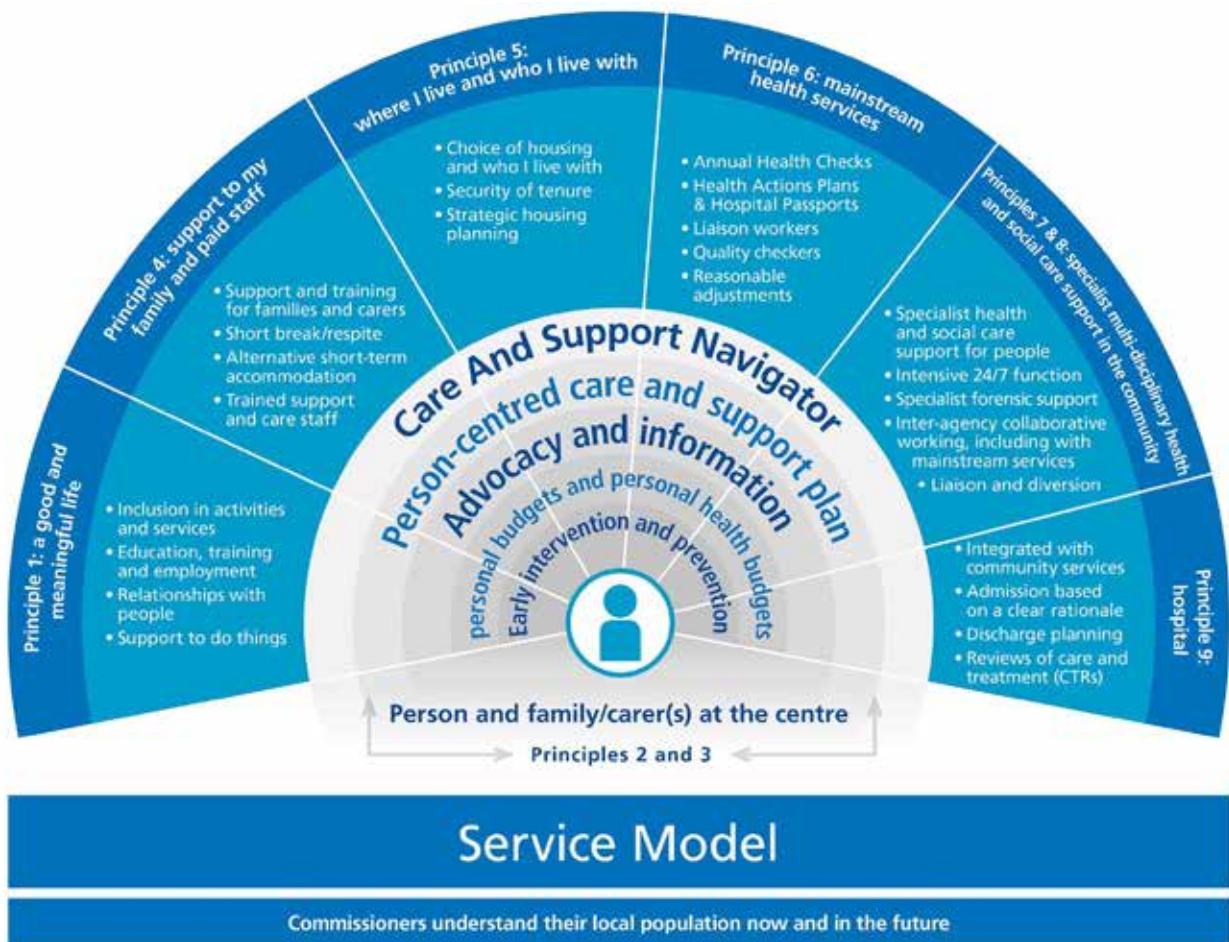 Principle 1: a good and
meaningful life
• Inclusion in activities
and services
• Education, training
and employment
• Relationships with
people
• Support to do things
Principle 4: support to my
family and paid staff
• Support and training
for families and carers
• Short break/respite
• Alternative short-term
accommodation
• Trained support
and care staff
Principle 5:
where I live and who I live with
• Choice of housing
and who I live with
• Security of tenure
• Strategic housing
planning
Principle 6: mainstream
health services
• Annual Health Checks
• Health Actions Plans
& Hospital Passports
• Liaison workers
• Quality checkers
• Reasonable
adjustments
Principles 7 & 8: specialist multi-disciplinary health
and social care support in the community
• Specialist health
and social care
support for people
• Intensive 24/7 function
• Specialist forensic support
• Inter-agency collaborative
working, including with
mainstream services
• Liaison and diversion
Principle 9:
hospital
• Integrated with
community services
• Admission based
on a clear rationale
• Discharge planning
• Reviews of care and
treatment (CTRs)
Care And Support Navigator
Person-centred care and support plan
Advocacy and information
personal budgets and personal health budgets
Early intervention and prevention
Person and family/carer(s) at the centre
Principles 2 and 3
Service Model
Commissioners understand their local population now and in the future